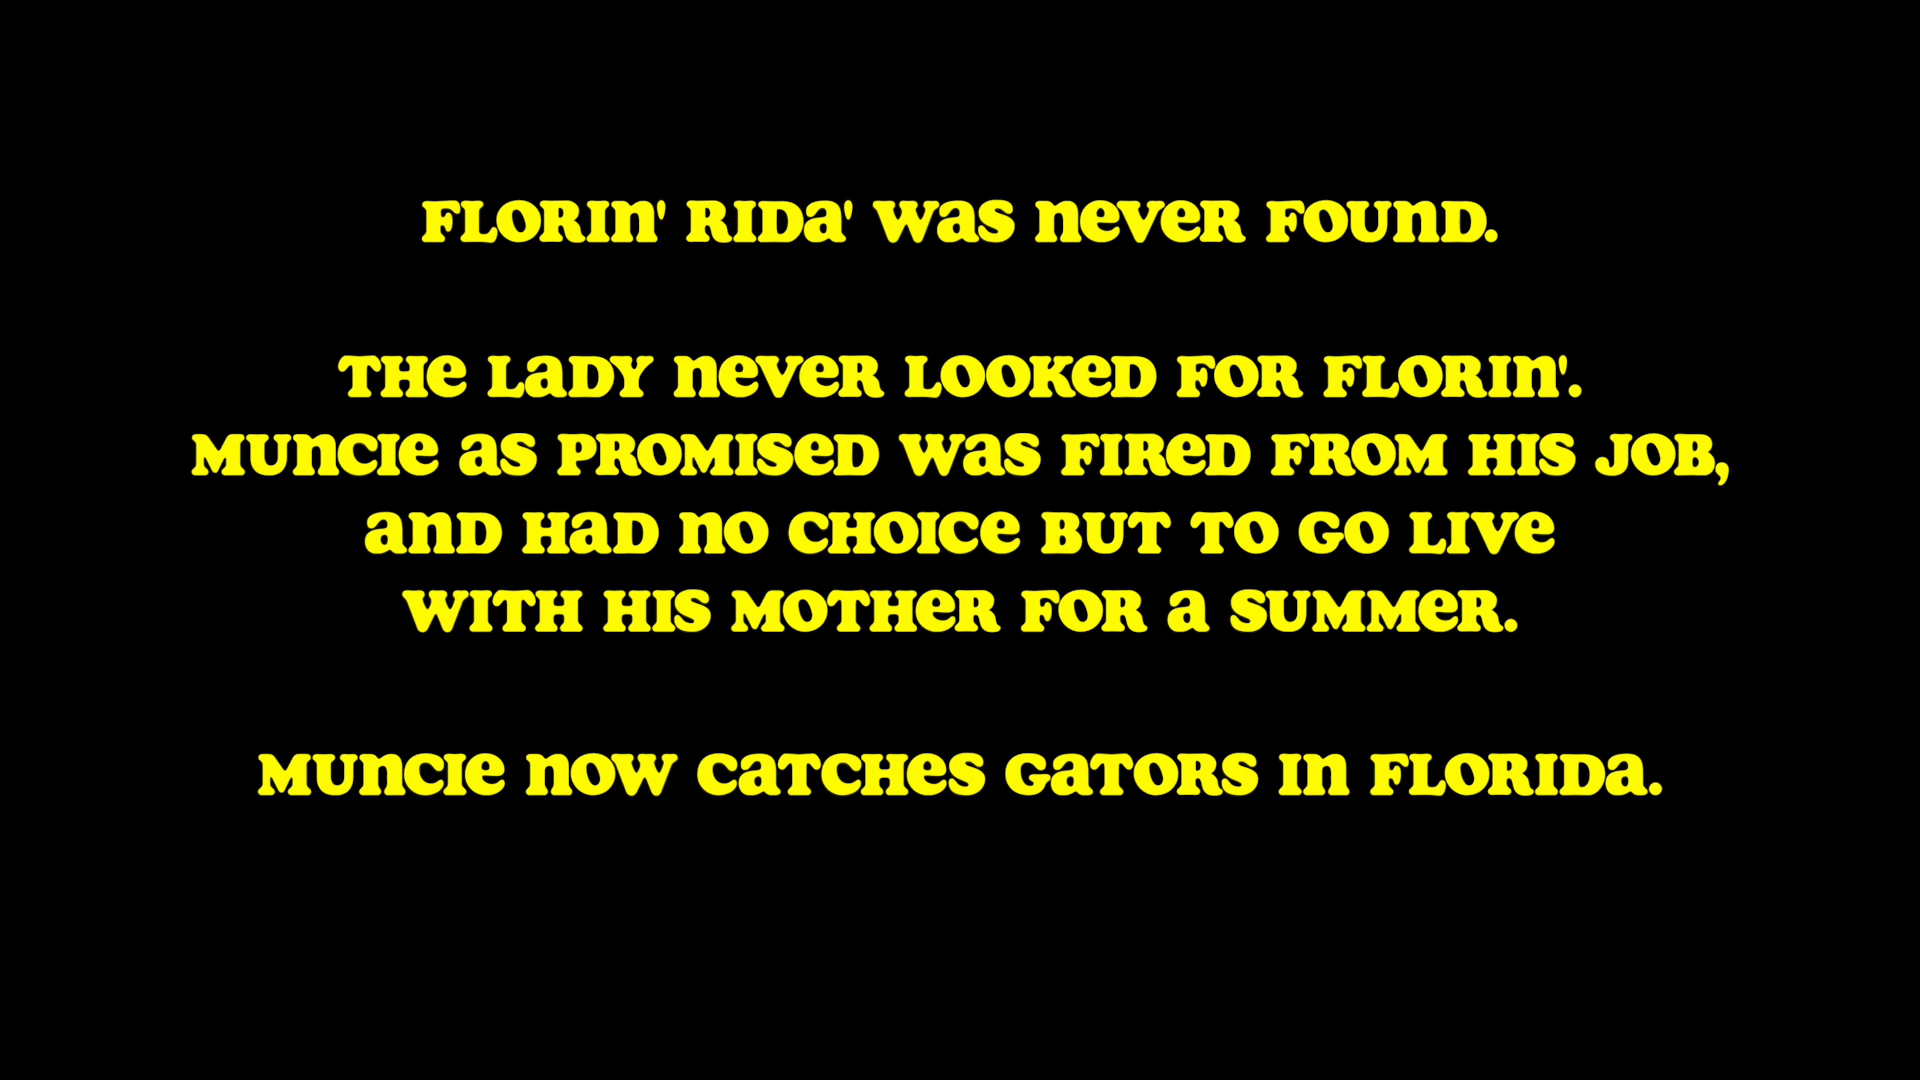 FLORIN' RIDA' WAS NEVER FOUND.
THE LADY NEVER LOOKED FOR FLORIN'.
MUNCIE AS PROMISED WAS FIRED FROM HIS JOB,
AND HAD NO CHOICE BUT TO GO LIVE
WITH HIS MOTHER FOR A SUMMER.
MUNCIE NOW CATCHES GATORS IN FLORIDA.